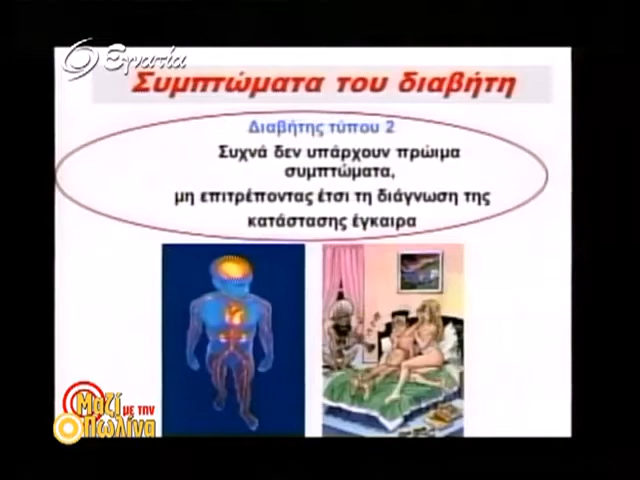 Εγνατία
Συμπτώματα του διαβήτη
Διαβήτης τύπου 2
Συχνά δεν υπάρχουν πρώιμα
συμπτώματα,
μη επιτρέποντας έτσι τη διάγνωση της
κατάστασης έγκαιρα
Μαζί με την
Πωλίνα